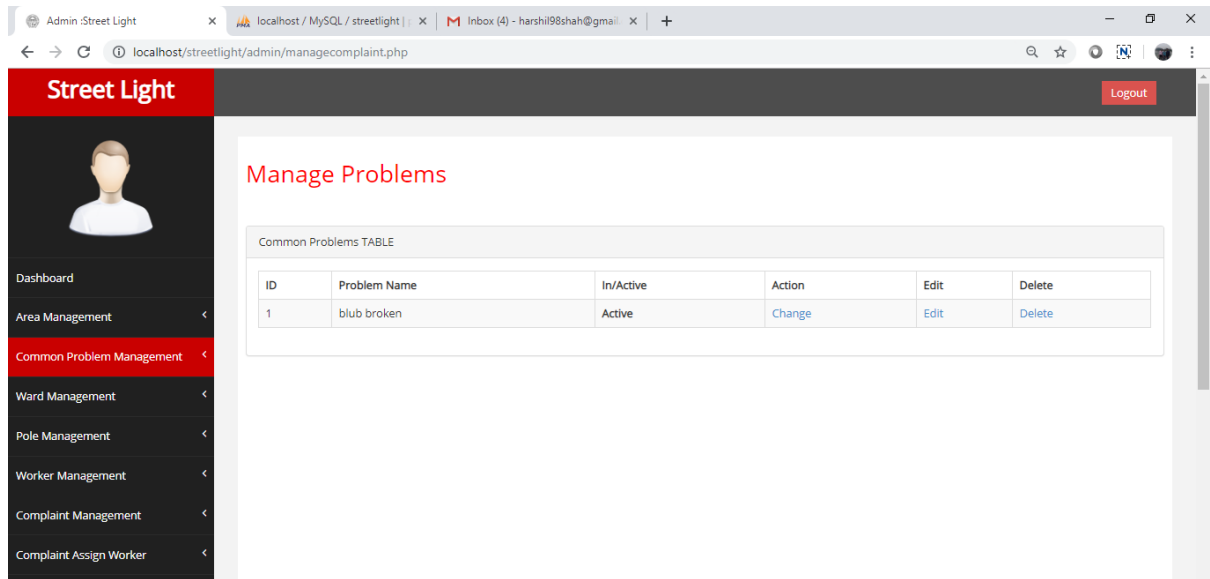 Admin :Street Light
localhost / MySQL / streetlight |
Inbox (4) - harshil98shah@gmail.
localhost/streetlight/admin/managecomplaint.php
Street Light
Logout
Manage Problems
Common Problems TABLE
ID Problem Name In/Active Action Edit Delete
1 blub broken Active Change Edit Delete
Dashboard
Area Management
Common Problem Management
Ward Management
Pole Management
Worker Management
Complaint Management
Complaint Assign Worker